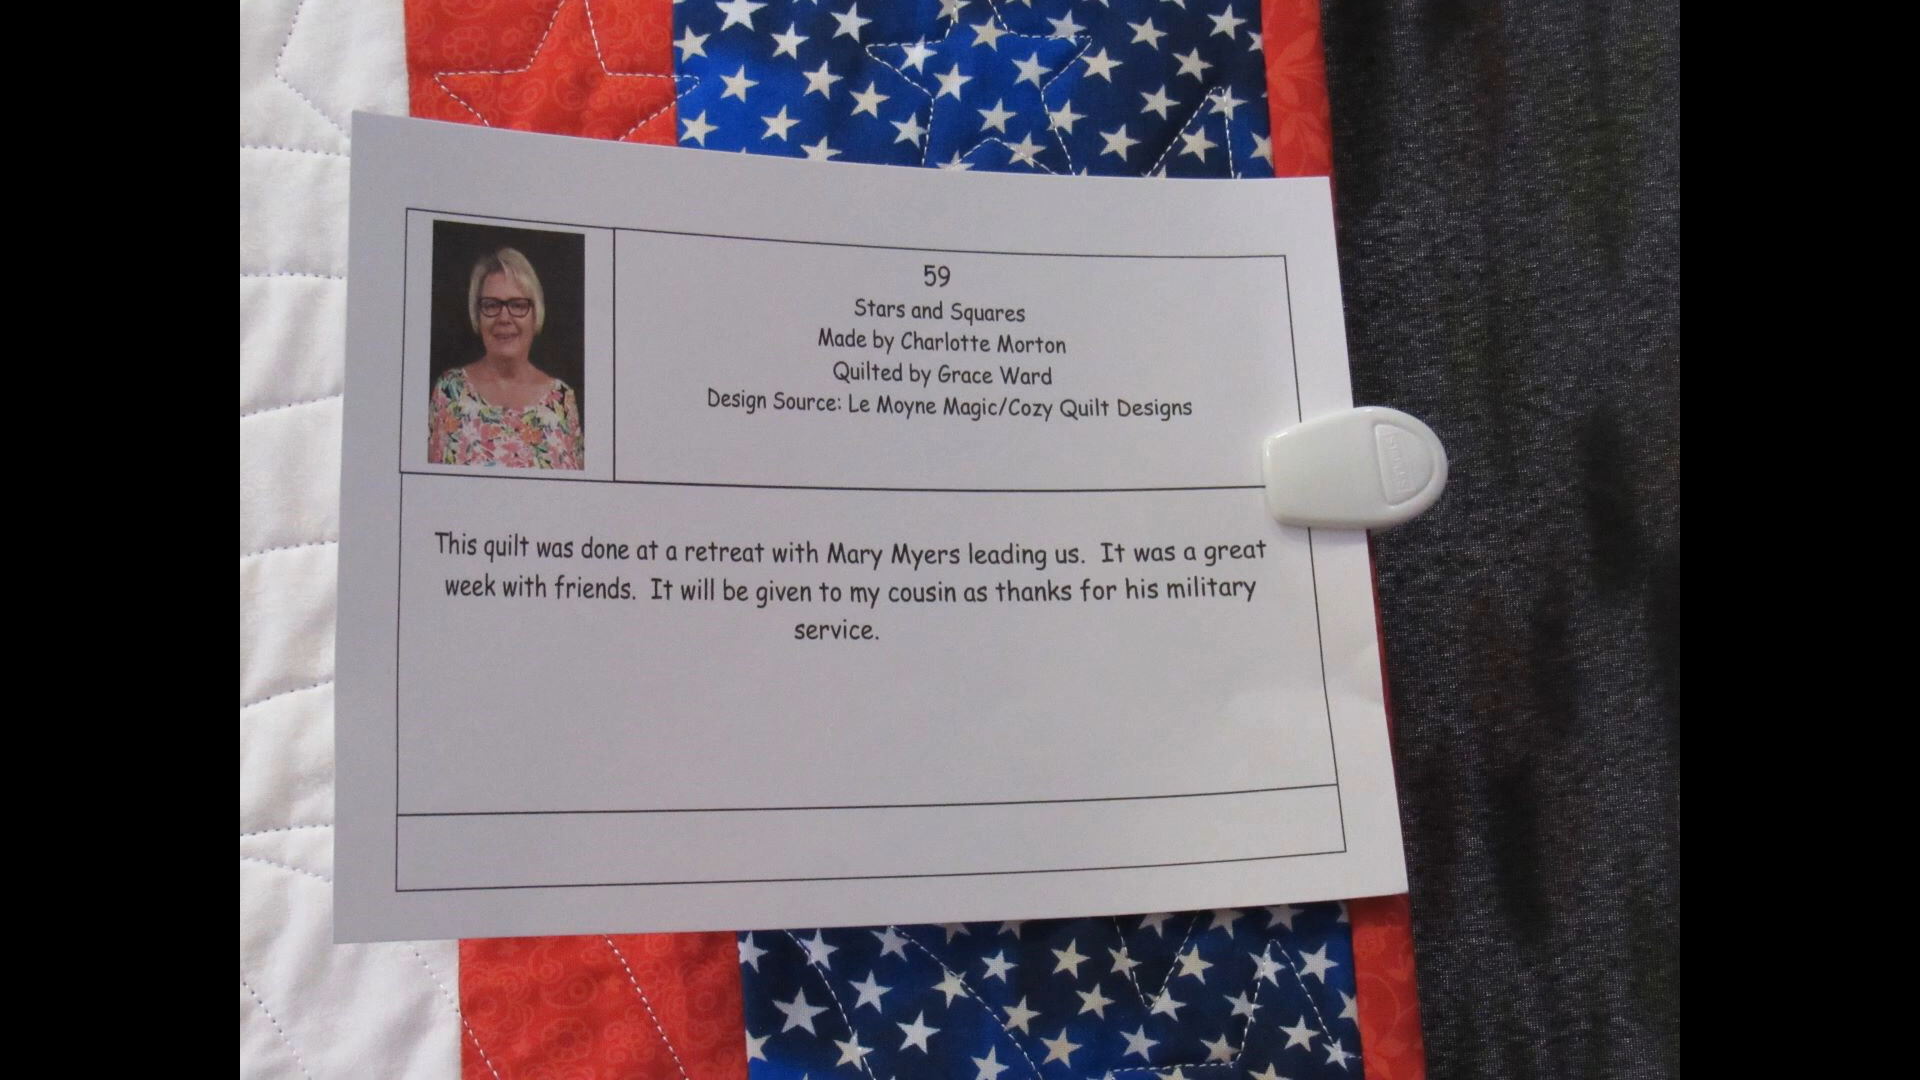 59
Stars and Squares
Made by Charlotte Morton
Quilted by Grace Ward
Design Source: Le Moyne Magic/Cozy Quilt Designs
This quilt was done at a retreat with Mary Myers leading us. It was a great
week with friends. It will be given to my cousin as thanks for his military
service.